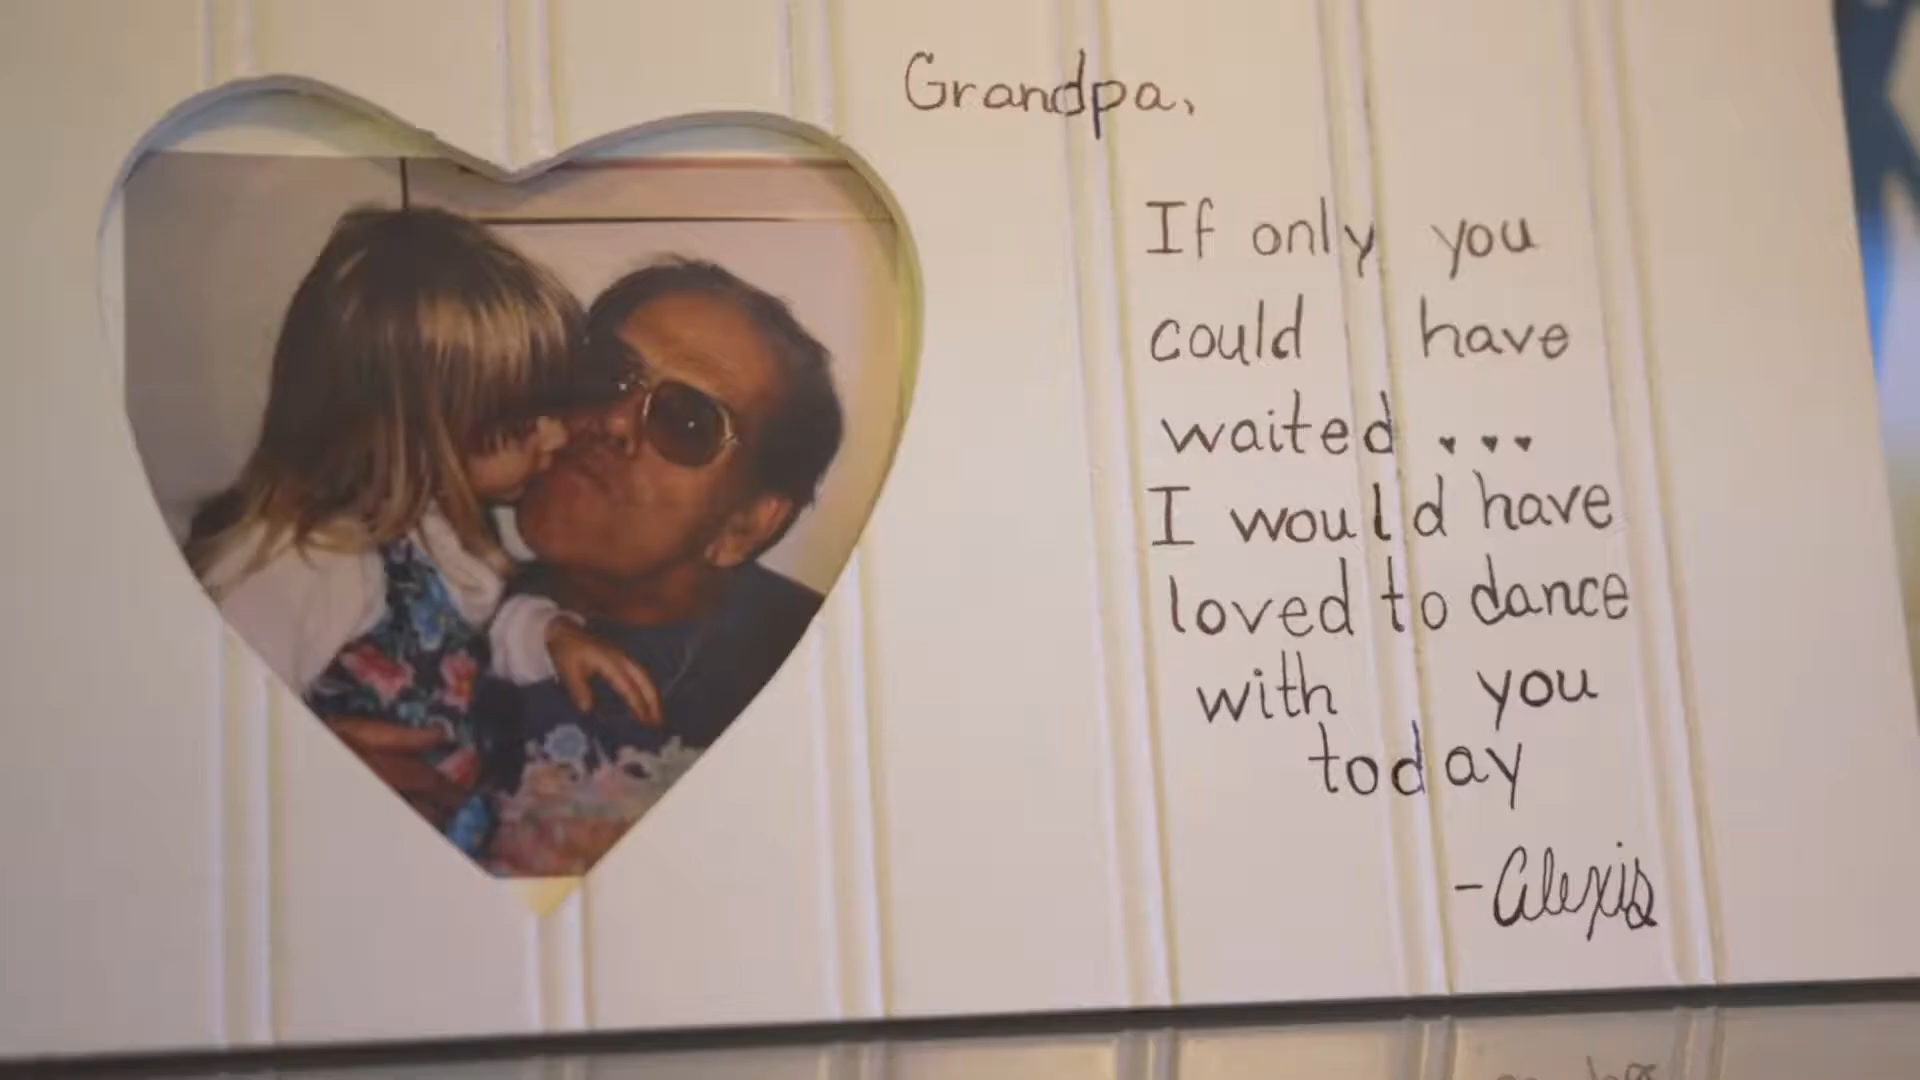 Grandpa,
If only you
could have
waited...
I would have
loved to dance
with you
today
-Alexis